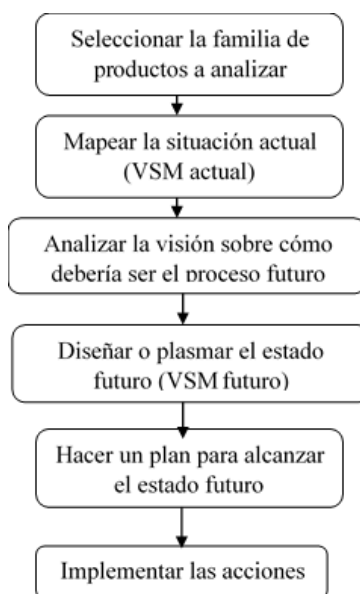 Seleccionar la familia de
productos a analizar
Mapear la situación actual
(VSM actual)
Analizar la visión sobre cómo
debería ser el proceso futuro
Diseñar o plasmar el estado
futuro (VSM futuro)
Hacer un plan para alcanzar
el estado futuro
Implementar las acciones